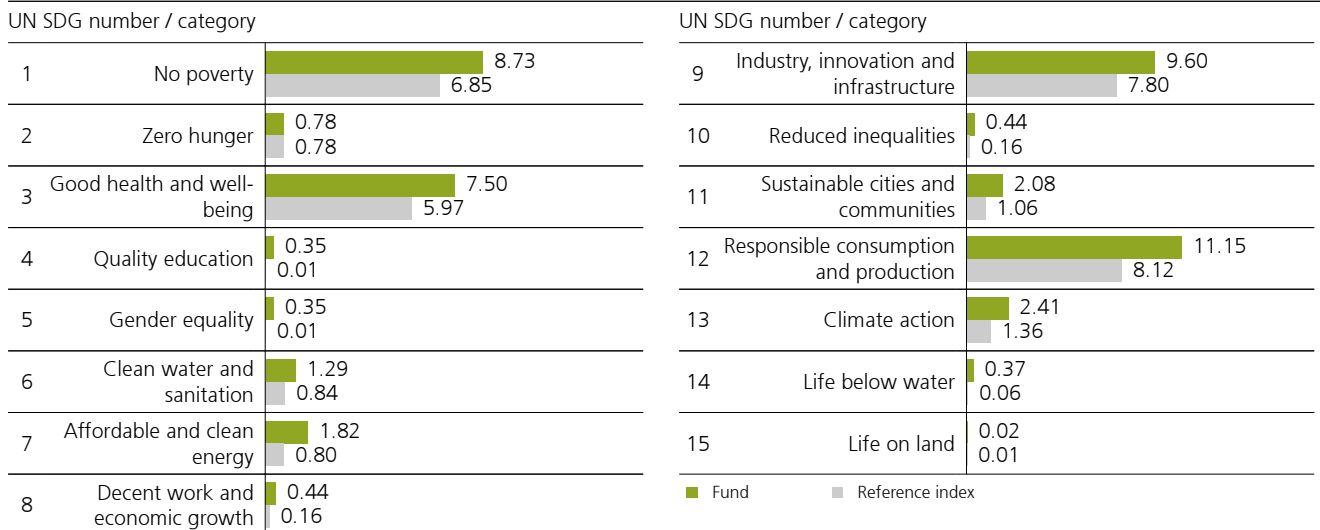 UN SDG number / category
1
No poverty
8.73
6.85
2
Zero hunger
0.78
0.78
3
Good health and well-
being
7.50
5.97
4
Quality education
0.35
0.01
5
Gender equality
0.35
0.01
6
Clean water and
sanitation
1.29
0.84
7
Affordable and clean
energy
1.82
0.80
8
Decent work and
economic growth
0.44
0.16
UN SDG number / category
9
Industry, innovation and
infrastructure
9.60
7.80
10
Reduced inequalities
0.44
0.16
11
Sustainable cities and
communities
2.08
1.06
12
Responsible consumption
and production
11.15
8.12
13
Climate action
2.41
1.36
14
Life below water
0.37
0.06
15
Life on land
0.02
0.01
Fund
Reference index